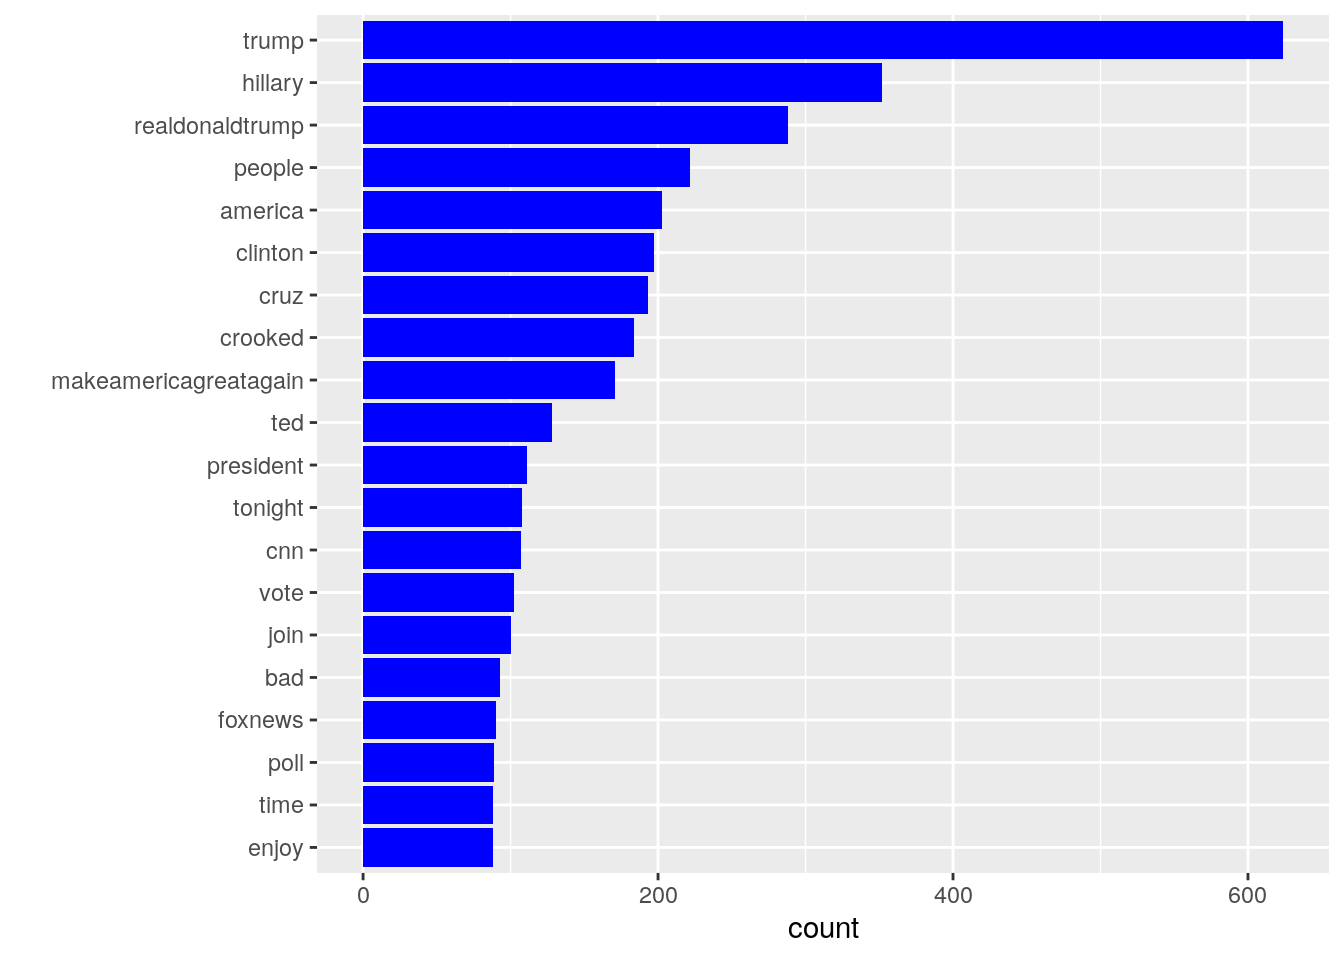 trump
hillary
realdonaldtrump
people
america
clinton
cruz
crooked
makeamericagreatagain
ted
president
tonight
cnn
vote
join
bad
foxnews
poll
time
enjoy
0 200 400 600
count